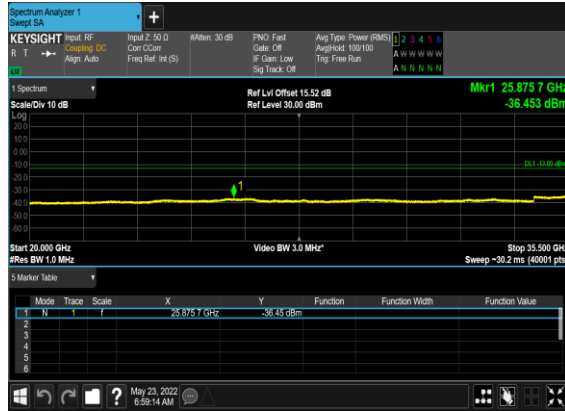 Spectrum Analyzer 1
Swept SA
+
KEYSIGHT Input: RF Input Z: 50 Ω #Atten: 30 dB PNO: Fast Avg Type: Power (RMS) 1 2 3 4 5 6
R T Coupling: DC Corr CCorr Gate: Off Avg|Hold: 100/100 A W W W W W
Align: Auto Freq Ref: Int (S) IF Gain: Low Trig: Free Run
Sig Track: Off A N N N N N
1 Spectrum
Ref Lvl Offset 15.52 dB Mkr1 25.875 7 GHz
Scale/Div 10 dB Ref Level 30.00 dBm -36.453 dBm
Log
20.0
10.0
0.00
-10.0
DL1 -13.00 dBm
-20.0
-30.0
1
-40.0
-50.0
-60.0
Start 20.000 GHz Video BW 3.0 MHz* Stop 35.500 GHz
#Res BW 1.0 MHz Sweep ~30.2 ms (40001 pts)
5 Marker Table
Mode Trace Scale X Y Function Function Width Function Value
1 N 1 f 25.875 7 GHz -36.45 dBm
2
3
4
5
6
?
May 23, 2022
6:59:14 AM